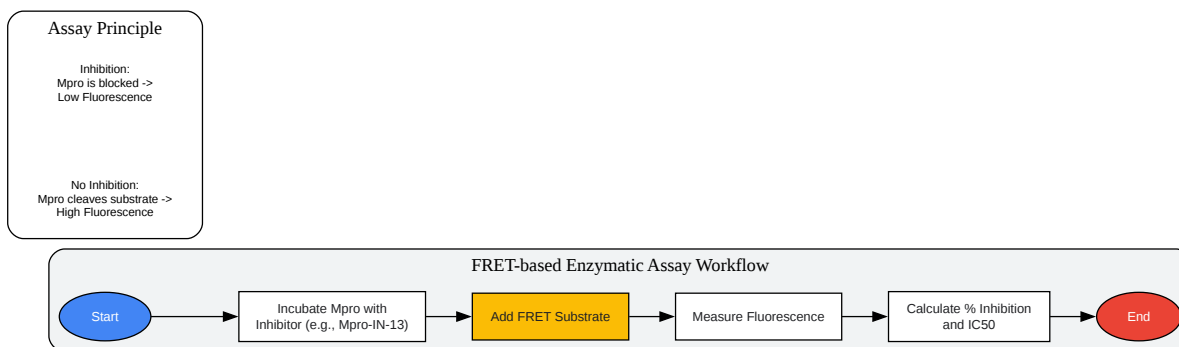 Assay Principle
Inhibition:
Mpro is blocked ->
Low Fluorescence
No Inhibition:
Mpro cleaves substrate ->
High Fluorescence
FRET-based Enzymatic Assay Workflow
Start
Incubate Mpro with
Inhibitor (e.g., Mpro-IN-13)
Add FRET Substrate
Measure Fluorescence
Calculate % Inhibition
and IC50
End